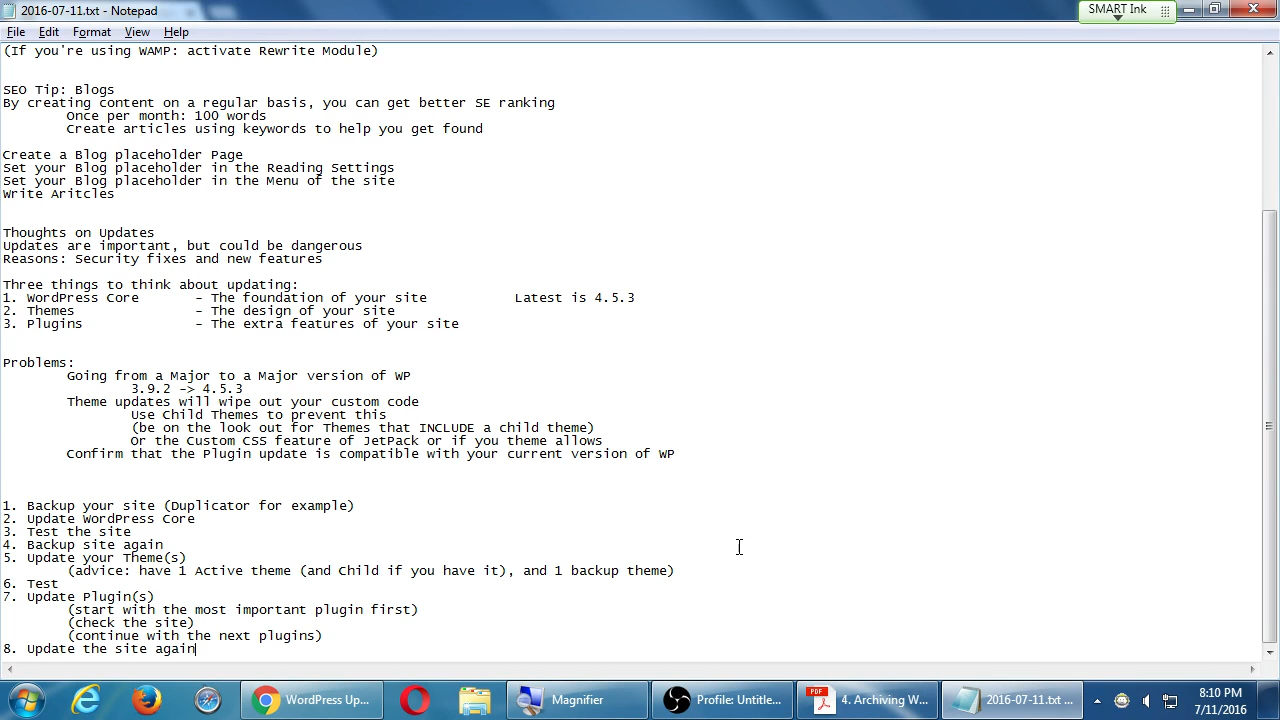 2016-07-11.txt - Notepad
SMART Ink
File Edit Format View Help
(If you're using WAMP: activate Rewrite Module)
SEO Tip: Blogs
By creating content on a regular basis, you can get better SE ranking
Once per month: 100 words
Create articles using keywords to help you get found
Create a Blog placeholder Page
Set your Blog placeholder in the Reading Settings
Set your Blog placeholder in the Menu of the site
Write Aritcles
Thoughts on Updates
Updates are important, but could be dangerous
Reasons: Security fixes and new features
Three things to think about updating:
1. WordPress Core - The foundation of your site Latest is 4.5.3
2. Themes - The design of your site
3. Plugins - The extra features of your site
Problems:
Going from a Major to a Major version of WP
3.9.2 -> 4.5.3
Theme updates will wipe out your custom code
Use Child Themes to prevent this
(be on the look out for Themes that INCLUDE a child theme)
Or the Custom CSS feature of JetPack or if you theme allows
Confirm that the Plugin update is compatible with your current version of WP
1. Backup your site (Duplicator for example)
2. Update WordPress Core
3. Test the site
4. Backup site again
5. Update your Theme(s)
(advice: have 1 Active theme (and Child if you have it), and 1 backup theme)
6. Test
7. Update Plugin(s)
(start with the most important plugin first)
(check the site)
(continue with the next plugins)
8. Update the site again
WordPress Up... Magnifier Profile: Untitle... PDF 4. Archiving W... 2016-07-11.txt ... 8:10 PM
7/11/2016